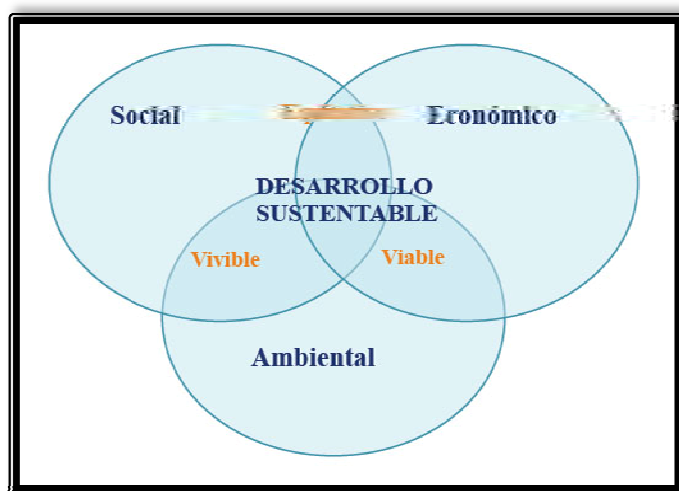 Social
Económico
DESARROLLO
SUSTENTABLE
Vivible
Viable
Ambiental